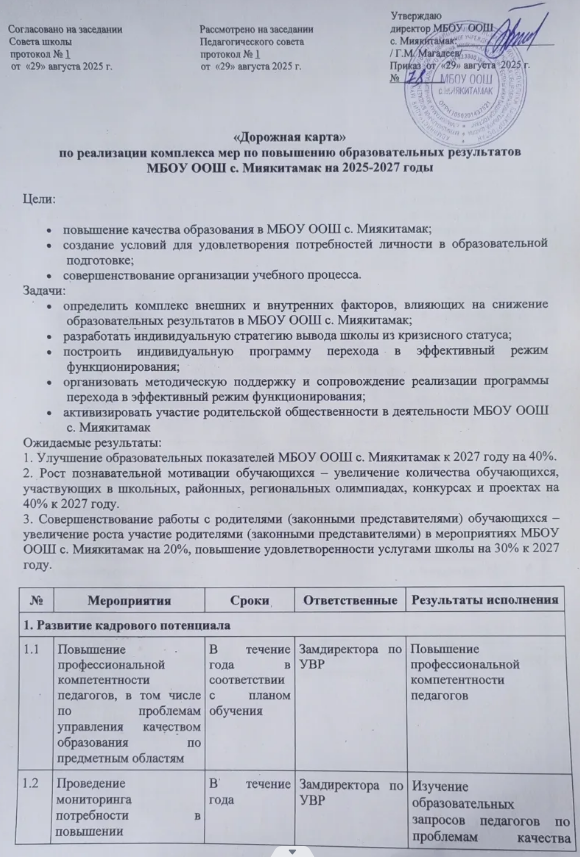 Согласовано на заседании
Совета школы
протокол № 1
от «29» августа 2025 г.
Рассмотрено на заседании
Педагогического совета
протокол № 1
от «29» августа 2025 г.
Утверждаю
директор МБОУ ООШ
с. Миякитамак:
/ Г.М. Магадеев/
Приказ от «29» августа 2025 г.
№ 78
МБОУ ООШ
с. МИЯКИТАМАК
«Дорожная карта»
по реализации комплекса мер по повышению образовательных результатов
МБОУ ООШ с. Миякитамак на 2025-2027 годы
Цели:
• повышение качества образования в МБОУ ООШ с. Миякитамак;
• создание условий для удовлетворения потребностей личности в образовательной
подготовке;
• совершенствование организации учебного процесса.
Задачи:
• определить комплекс внешних и внутренних факторов, влияющих на снижение
образовательных результатов в МБОУ ООШ с. Миякитамак;
• разработать индивидуальную стратегию вывода школы из кризисного статуса;
• построить индивидуальную программу перехода в эффективный режим
функционирования;
• организовать методическую поддержку и сопровождение реализации программы
перехода в эффективный режим функционирования;
• активизировать участие родительской общественности в деятельности МБОУ ООШ
с. Миякитамак
Ожидаемые результаты:
1. Улучшение образовательных показателей МБОУ ООШ с. Миякитамак к 2027 году на 40%.
2. Рост познавательной мотивации обучающихся – увеличение количества обучающихся,
участвующих в школьных, районных, региональных олимпиадах, конкурсах и проектах на
40% к 2027 году.
3. Совершенствование работы с родителями (законными представителями) обучающихся –
увеличение роста участие родителями (законными представителями) в мероприятиях МБОУ
ООШ с. Миякитамак на 20%, повышение удовлетворенности услугами школы на 30% к 2027
году.
№ Мероприятия Сроки Ответственные Результаты исполнения
1. Развитие кадрового потенциала
1.1 Повышение
профессиональной
компетентности
педагогов, в том числе
по проблемам
управления качеством
образования по
предметным областям
В течение
года в
соответствии
с планом
обучения
Замдиректора по
УВР
Повышение
профессиональной
компетентности
педагогов
1.2 Проведение
мониторинга
потребности в
повышении
В течение
года
Замдиректора по
УВР
Изучение
образовательных
запросов педагогов по
проблемам качества